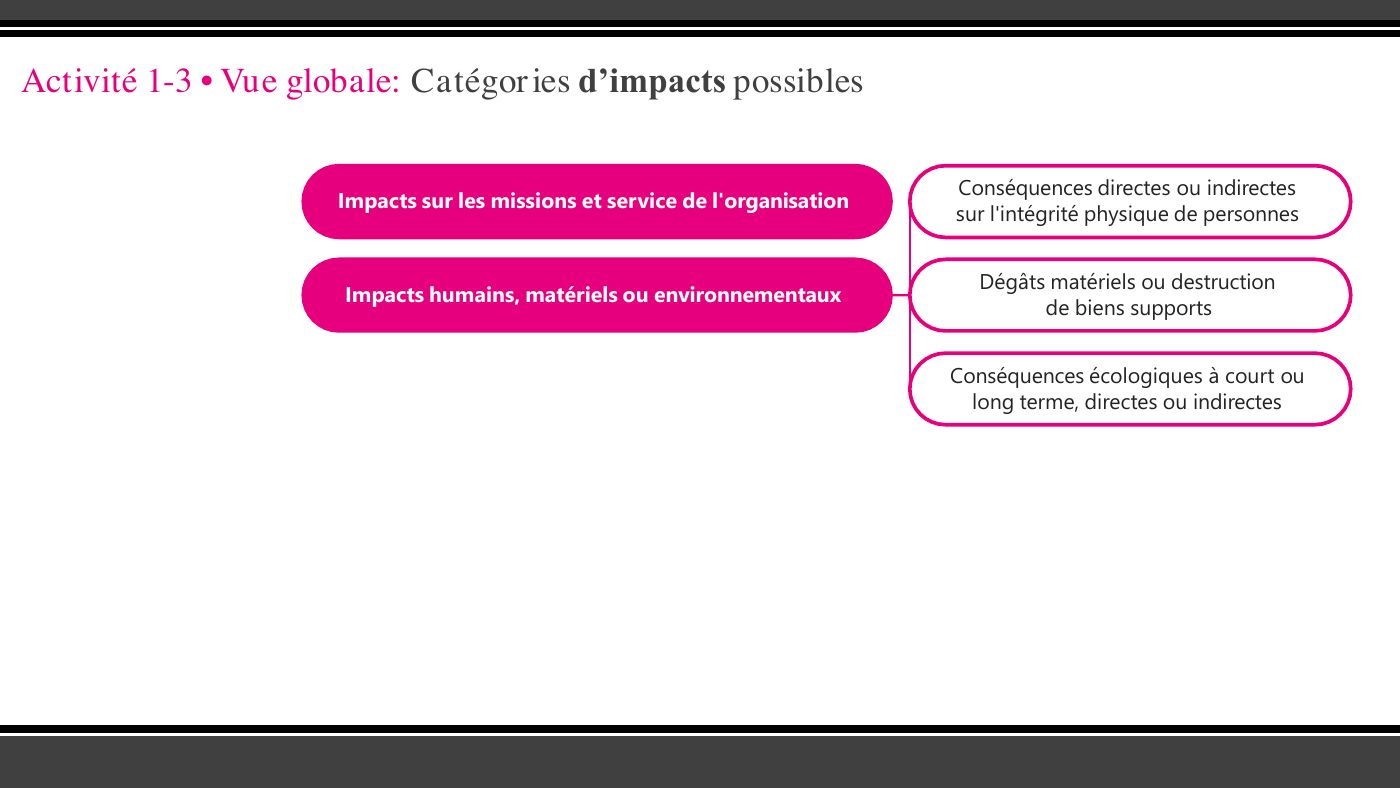 Activité 1-3 • Vue globale: Catégories d’impacts possibles
Impacts sur les missions et service de l'organisation
Conséquences directes ou indirectes
sur l'intégrité physique de personnes
Impacts humains, matériels ou environnementaux
Dégâts matériels ou destruction
de biens supports
Conséquences écologiques à court ou
long terme, directes ou indirectes